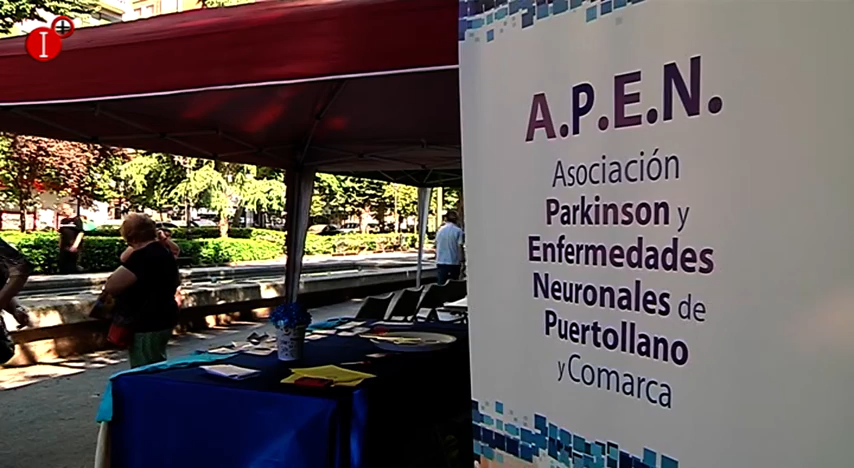 I+
A.P.E.N.
Asociación
Parkinson y
Enfermedades
Neuronales de
Puertollano
y Comarca